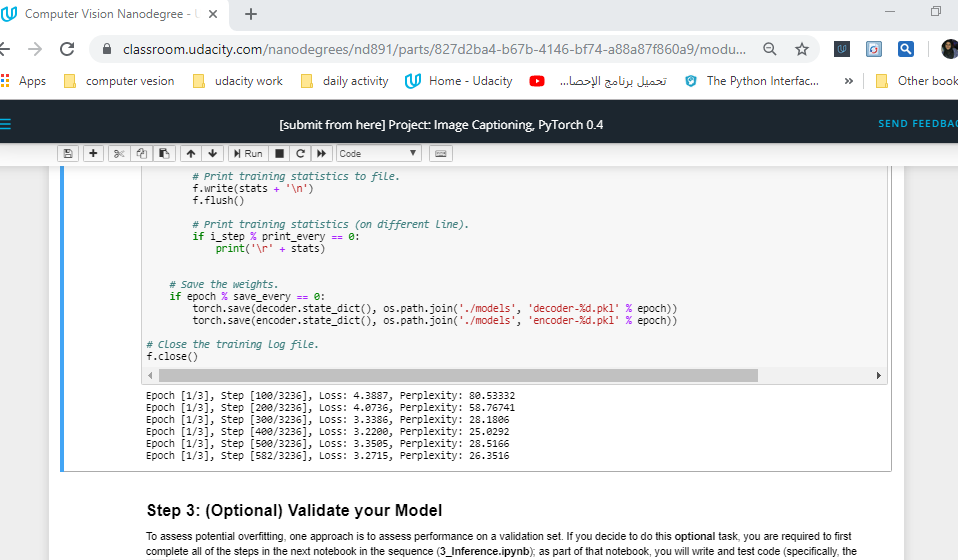 Computer Vision Nanodegree - U
classroom.udacity.com/nanodegrees/nd891/parts/827d2ba4-b67b-4146-bf74-a88a87f860a9/modu...
Apps computer vesion udacity work daily activity Home - Udacity تحميل برنامج الإحصا... The Python Interfac... » Other book
[submit from here] Project: Image Captioning, PyTorch 0.4 SEND FEEDBAC
Run Code
# Print training statistics to file.
f.write(stats + '\n')
f.flush()
# Print training statistics (on different line).
if i_step % print_every == 0:
print('\r' + stats)
# Save the weights.
if epoch % save_every == 0:
torch.save(decoder.state_dict(), os.path.join('./models', 'decoder-%d.pkl' % epoch))
torch.save(encoder.state_dict(), os.path.join('./models', 'encoder-%d.pkl' % epoch))
# Close the training log file.
f.close()
Epoch [1/3], Step [100/3236], Loss: 4.3887, Perplexity: 80.53332
Epoch [1/3], Step [200/3236], Loss: 4.0736, Perplexity: 58.76741
Epoch [1/3], Step [300/3236], Loss: 3.3386, Perplexity: 28.1806
Epoch [1/3], Step [400/3236], Loss: 3.2200, Perplexity: 25.0292
Epoch [1/3], Step [500/3236], Loss: 3.3505, Perplexity: 28.5166
Epoch [1/3], Step [582/3236], Loss: 3.2715, Perplexity: 26.3516
Step 3: (Optional) Validate your Model
To assess potential overfitting, one approach is to assess performance on a validation set. If you decide to do this optional task, you are required to first
complete all of the steps in the next notebook in the sequence (3_Inference.ipynb); as part of that notebook, you will write and test code (specifically, the